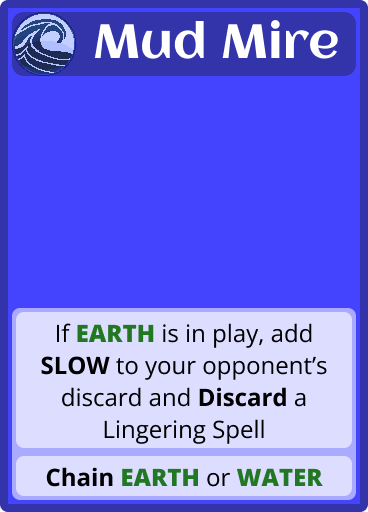 Mud Mire
If EARTH is in play, add
SLOW to your opponent’s
discard and Discard a
Lingering Spell
Chain EARTH or WATER